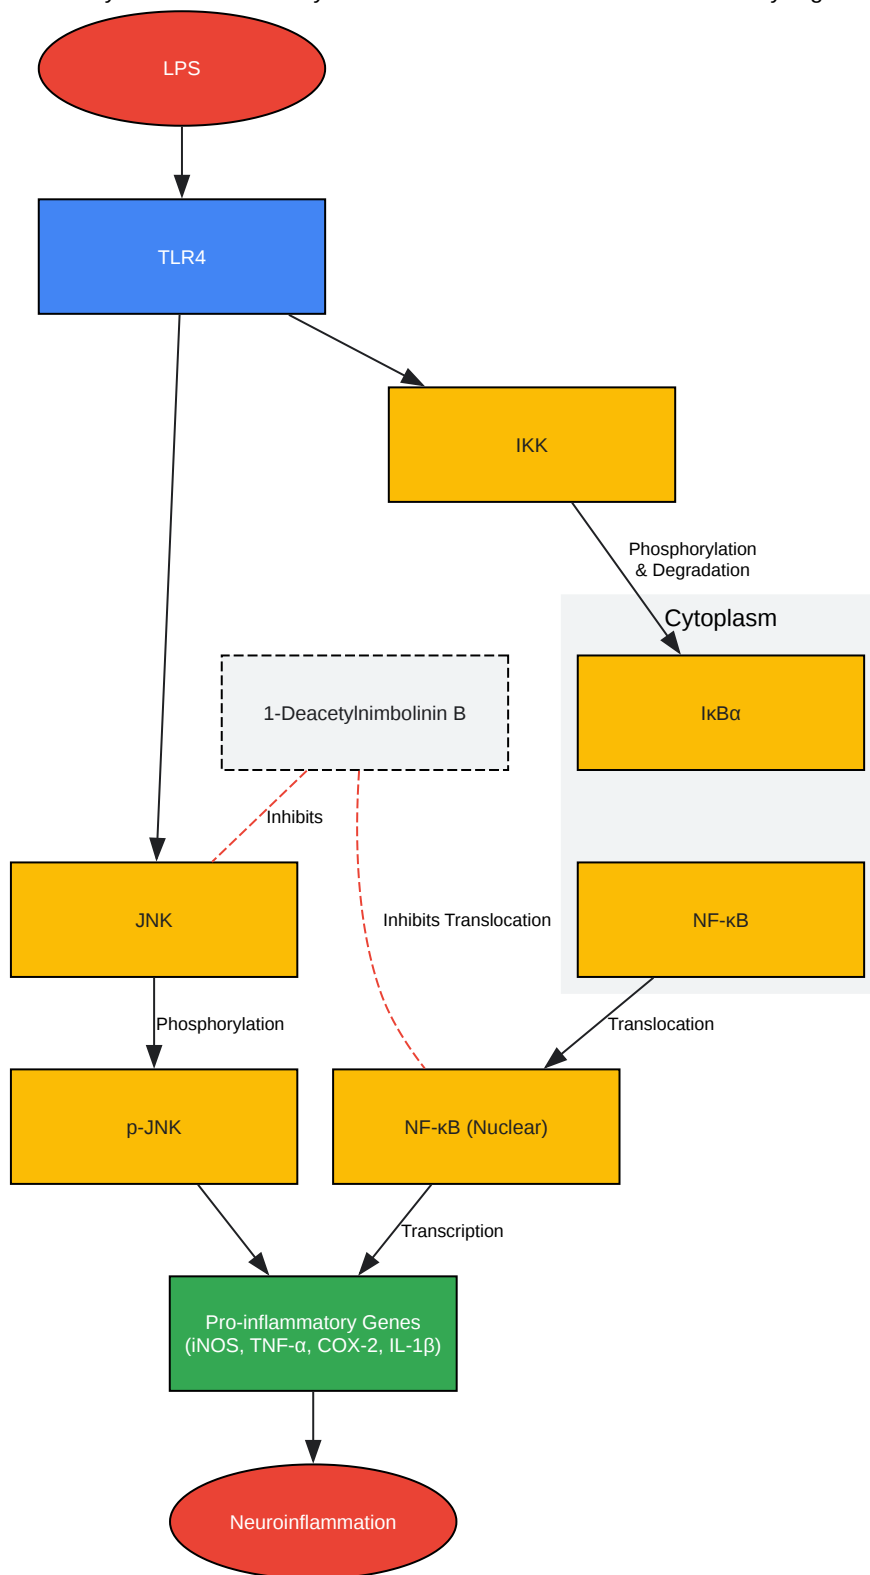 LPS
TLR4
IKK
Phosphorylation
& Degradation
Cytoplasm
1-Deacetylnimbolinin B
IκBα
Inhibits
JNK
Inhibits Translocation
NF-κB
Phosphorylation
Translocation
p-JNK
NF-κB (Nuclear)
Transcription
Pro-inflammatory Genes
(iNOS, TNF-α, COX-2, IL-1β)
Neuroinflammation